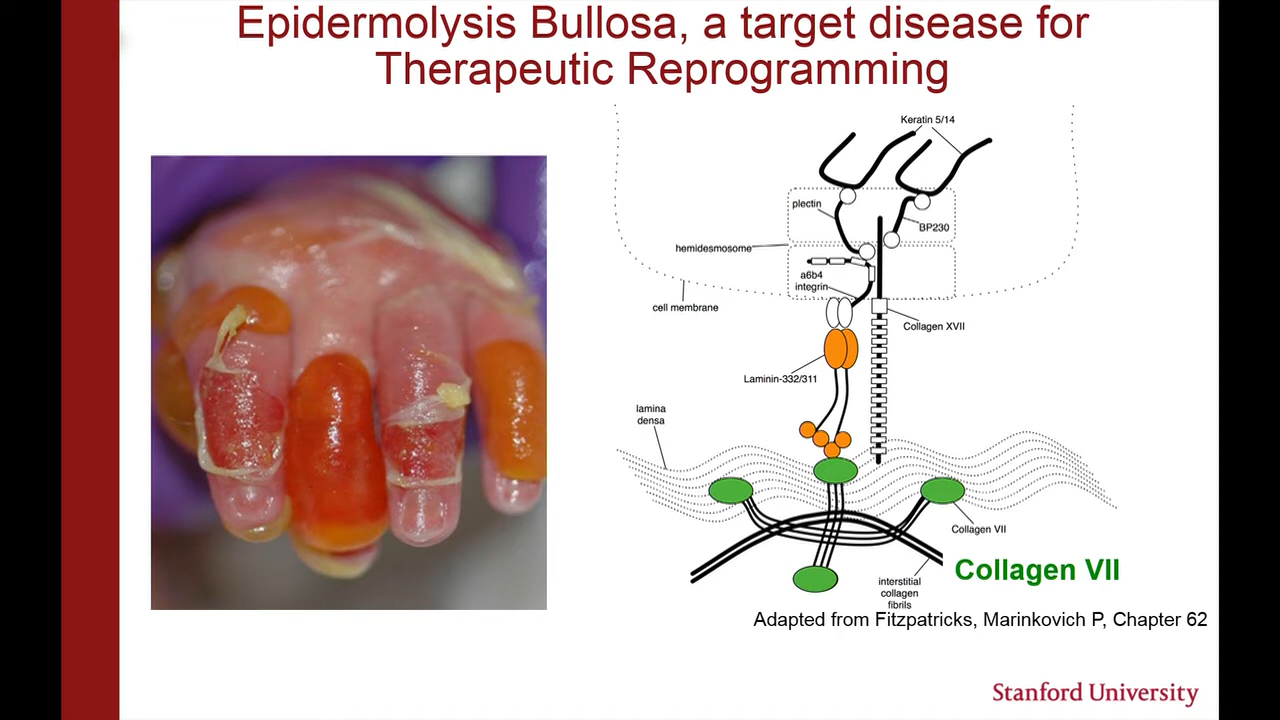 Epidermolysis Bullosa, a target disease for
Therapeutic Reprogramming
Keratin 5/14
plectin
BP230
hemidesmosome
a6b4
integrin
cell membrane
Collagen XVII
Laminin-332/311
lamina
densa
Collagen VII
Collagen VII
interstitial
collagen
fibrils
Adapted from Fitzpatricks, Marinkovich P, Chapter 62
Stanford University